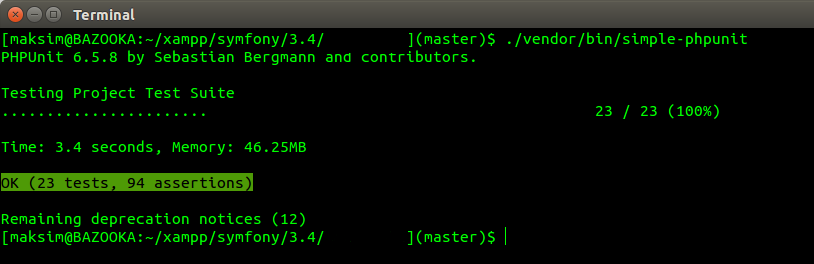 Terminal
[maksim@BAZOOKA:~/xampp/symfony/3.4/ ](master)$ ./vendor/bin/simple-phpunit
PHPUnit 6.5.8 by Sebastian Bergmann and contributors.
Testing Project Test Suite
....................... 23 / 23 (100%)
Time: 3.4 seconds, Memory: 46.25MB
OK (23 tests, 94 assertions)
Remaining deprecation notices (12)
[maksim@BAZOOKA:~/xampp/symfony/3.4/ ](master)$